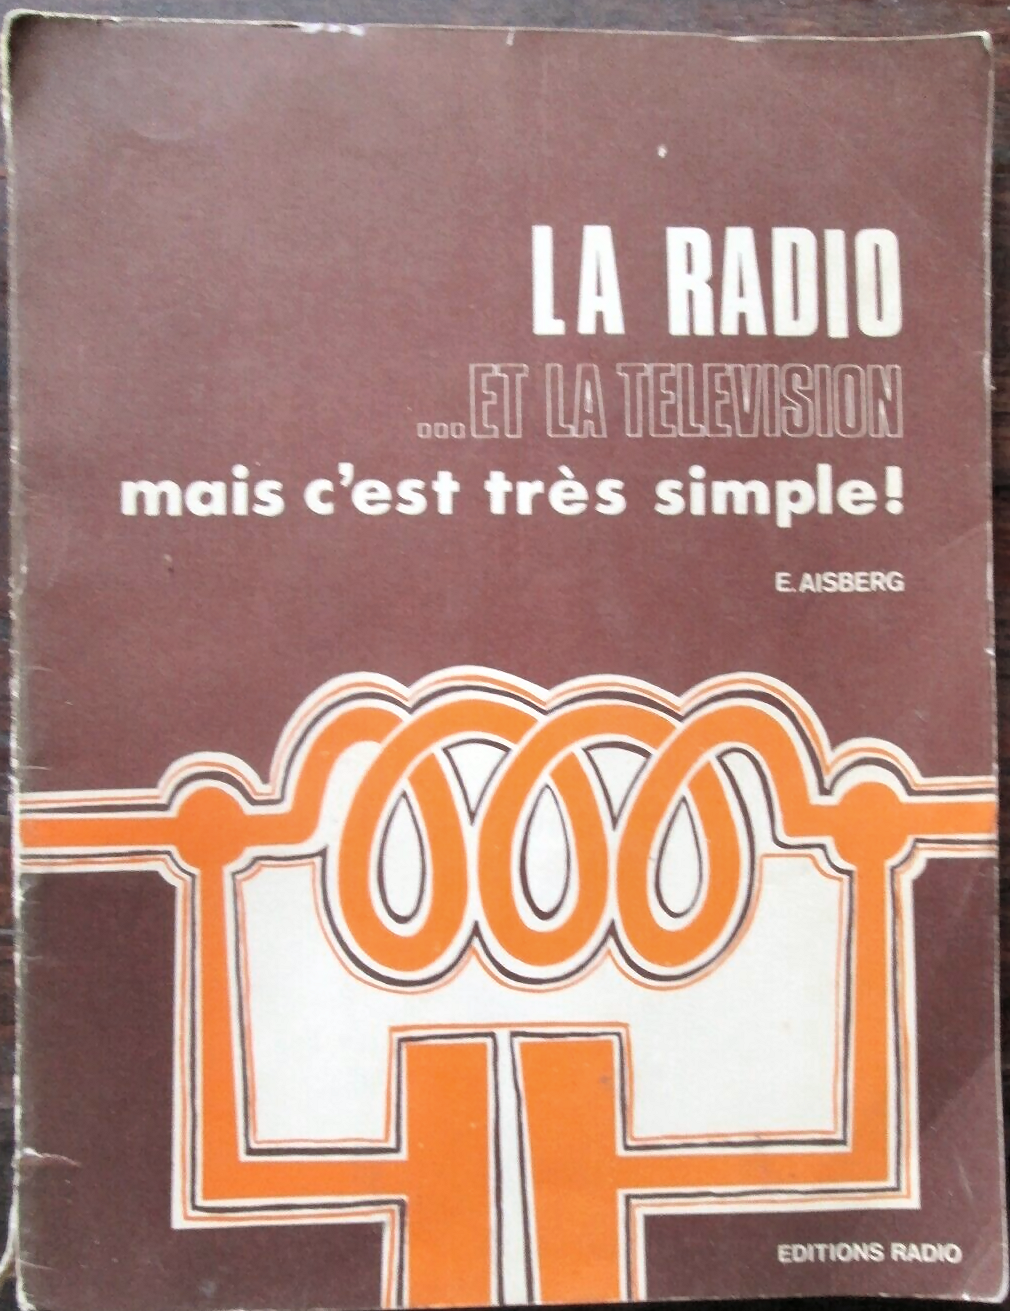 LA RADIO
...ET LA TELEVISION
mais c'est très simple!
E. AISBERG
EDITIONS RADIO